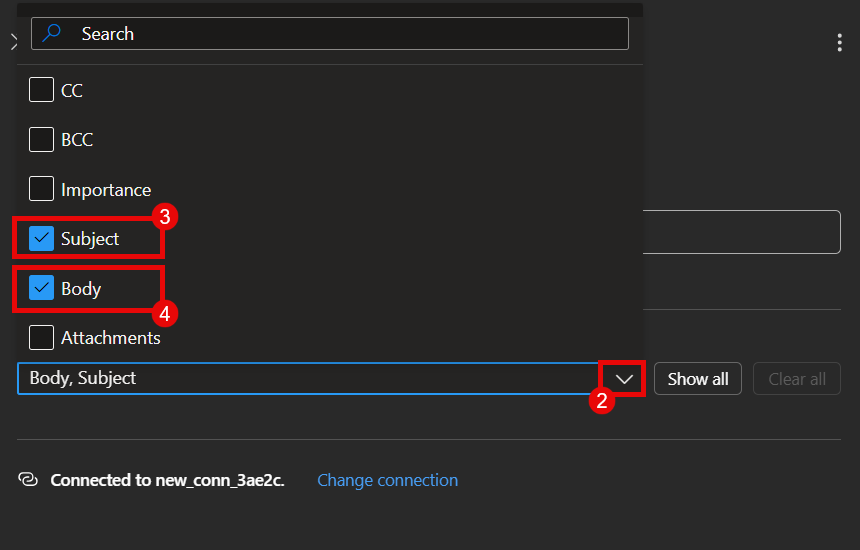 Search
CC
BCC
Importance
3
Subject
Body
4
Attachments
Body, Subject
2
Show all
Clear all
Connected to new_conn_3ae2c.
Change connection